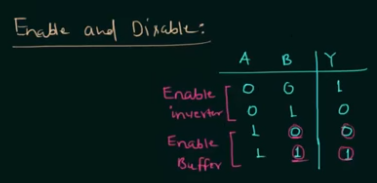 Enable and Disable:
A B Y
Enable 0 0 1
inverter 0 1 0
Enable 1 0 0
Buffer 1 1 1